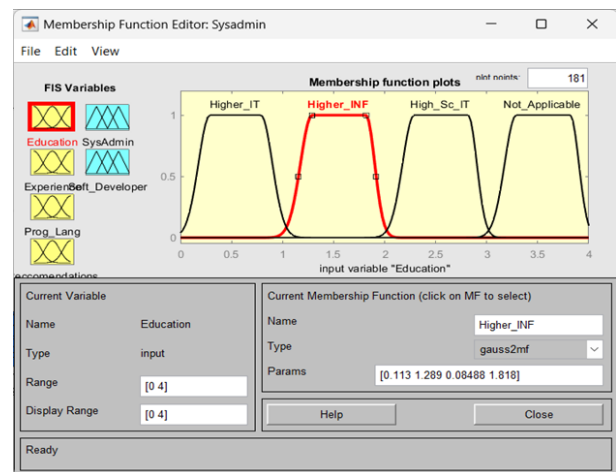 Membership Function Editor: Sysadmin
File Edit View
FIS Variables
Membership function plots
plot points:
181
Education SysAdmin
Experience Soft_Developer
Prog_Lang
eccomendations
Higher_IT Higher_INF High_Sc_IT Not_Applicable
1
0.5
0
0 0.5 1 1.5 2 2.5 3 3.5 4
input variable "Education"
Current Variable
Name Education
Type input
Range [0 4]
Display Range [0 4]
Current Membership Function (click on MF to select)
Name Higher_INF
Type gauss2mf
Params [0.113 1.289 0.08488 1.818]
Help Close
Ready